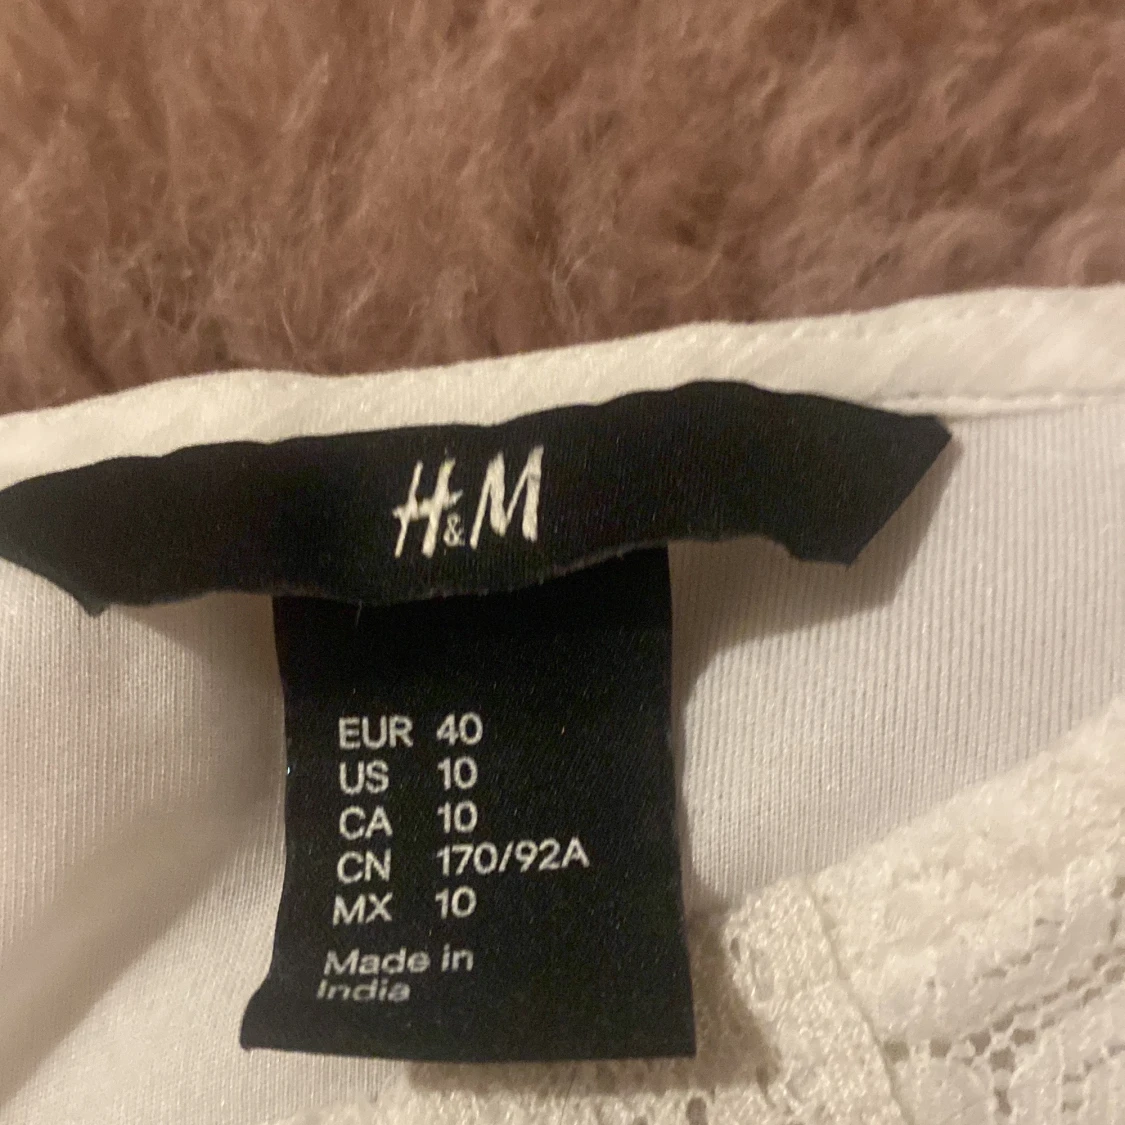 H&M
EUR 40
US 10
CA 10
CN 170/92A
MX 10
Made in
India